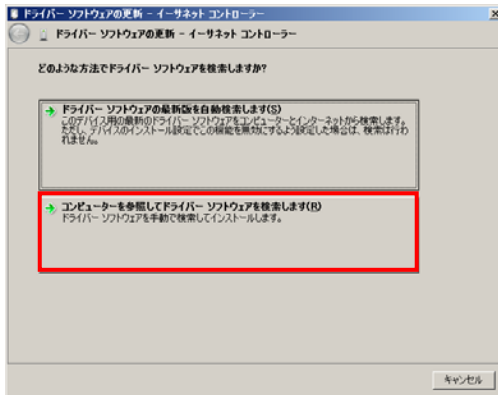 ドライバー ソフトウェアの更新 - イーサネット コントローラー
ドライバー ソフトウェアの更新 - イーサネット コントローラー
どのような方法でドライバー ソフトウェアを検索しますか?
ドライバー ソフトウェアの最新版を自動検索します(S)
このデバイス用の最新のドライバー ソフトウェアをコンピューターとインターネットから検索します。
ただし、デバイスのインストール設定でこの機能を無効にするよう設定した場合は、検索は行わ
れません。
コンピューターを参照してドライバー ソフトウェアを検索します(R)
ドライバー ソフトウェアを手動で検索してインストールします。
キャンセル